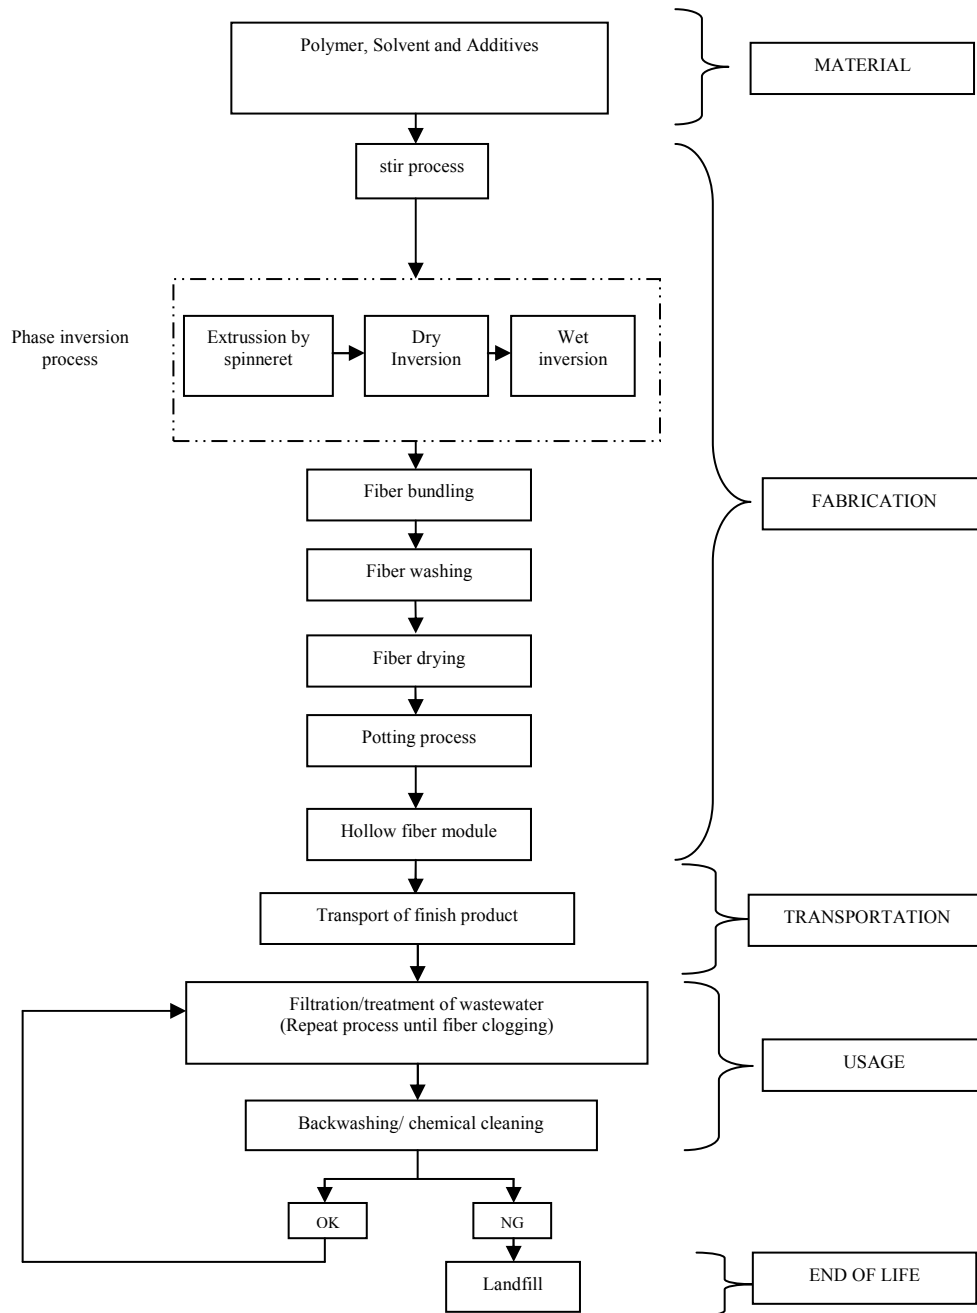 Polymer, Solvent and Additives
MATERIAL
stir process
Phase inversion
process
Extrussion by
spinneret
Dry
Inversion
Wet
inversion
Fiber bundling
FABRICATION
Fiber washing
Fiber drying
Potting process
Hollow fiber module
Transport of finish product
TRANSPORTATION
Filtration/treatment of wastewater
(Repeat process until fiber clogging)
USAGE
Backwashing/ chemical cleaning
OK
NG
Landfill
END OF LIFE